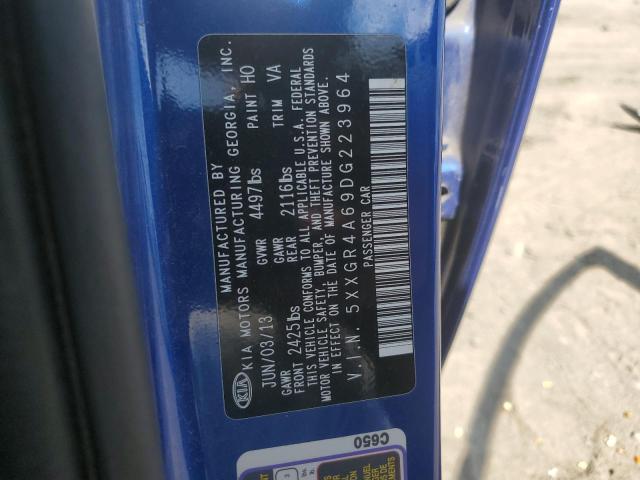 KIA KIA MOTORS MANUFACTURED BY
MANUFACTURING GEORGIA, INC.
JUN/03/13 GVWR 4497lbs PAINT HO
GAWR FRONT 2425lbs GAWR REAR 2116lbs TRIM VA
THIS VEHICLE CONFORMS TO ALL APPLICABLE U.S.A. FEDERAL
MOTOR VEHICLE SAFETY, BUMPER, AND THEFT PREVENTION STANDARDS
IN EFFECT ON THE DATE OF MANUFACTURE SHOWN ABOVE.
V.I.N. 5XXGR4A69DG223964
PASSENGER CAR
C650